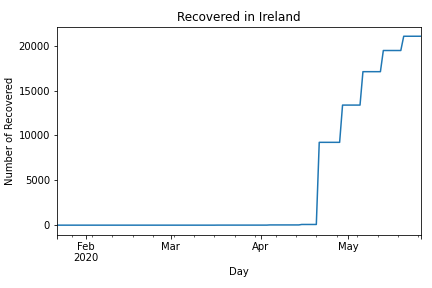 Recovered in Ireland
Number of Recovered
20000
15000
10000
5000
0
Feb
2020
Mar
Apr
May
Day